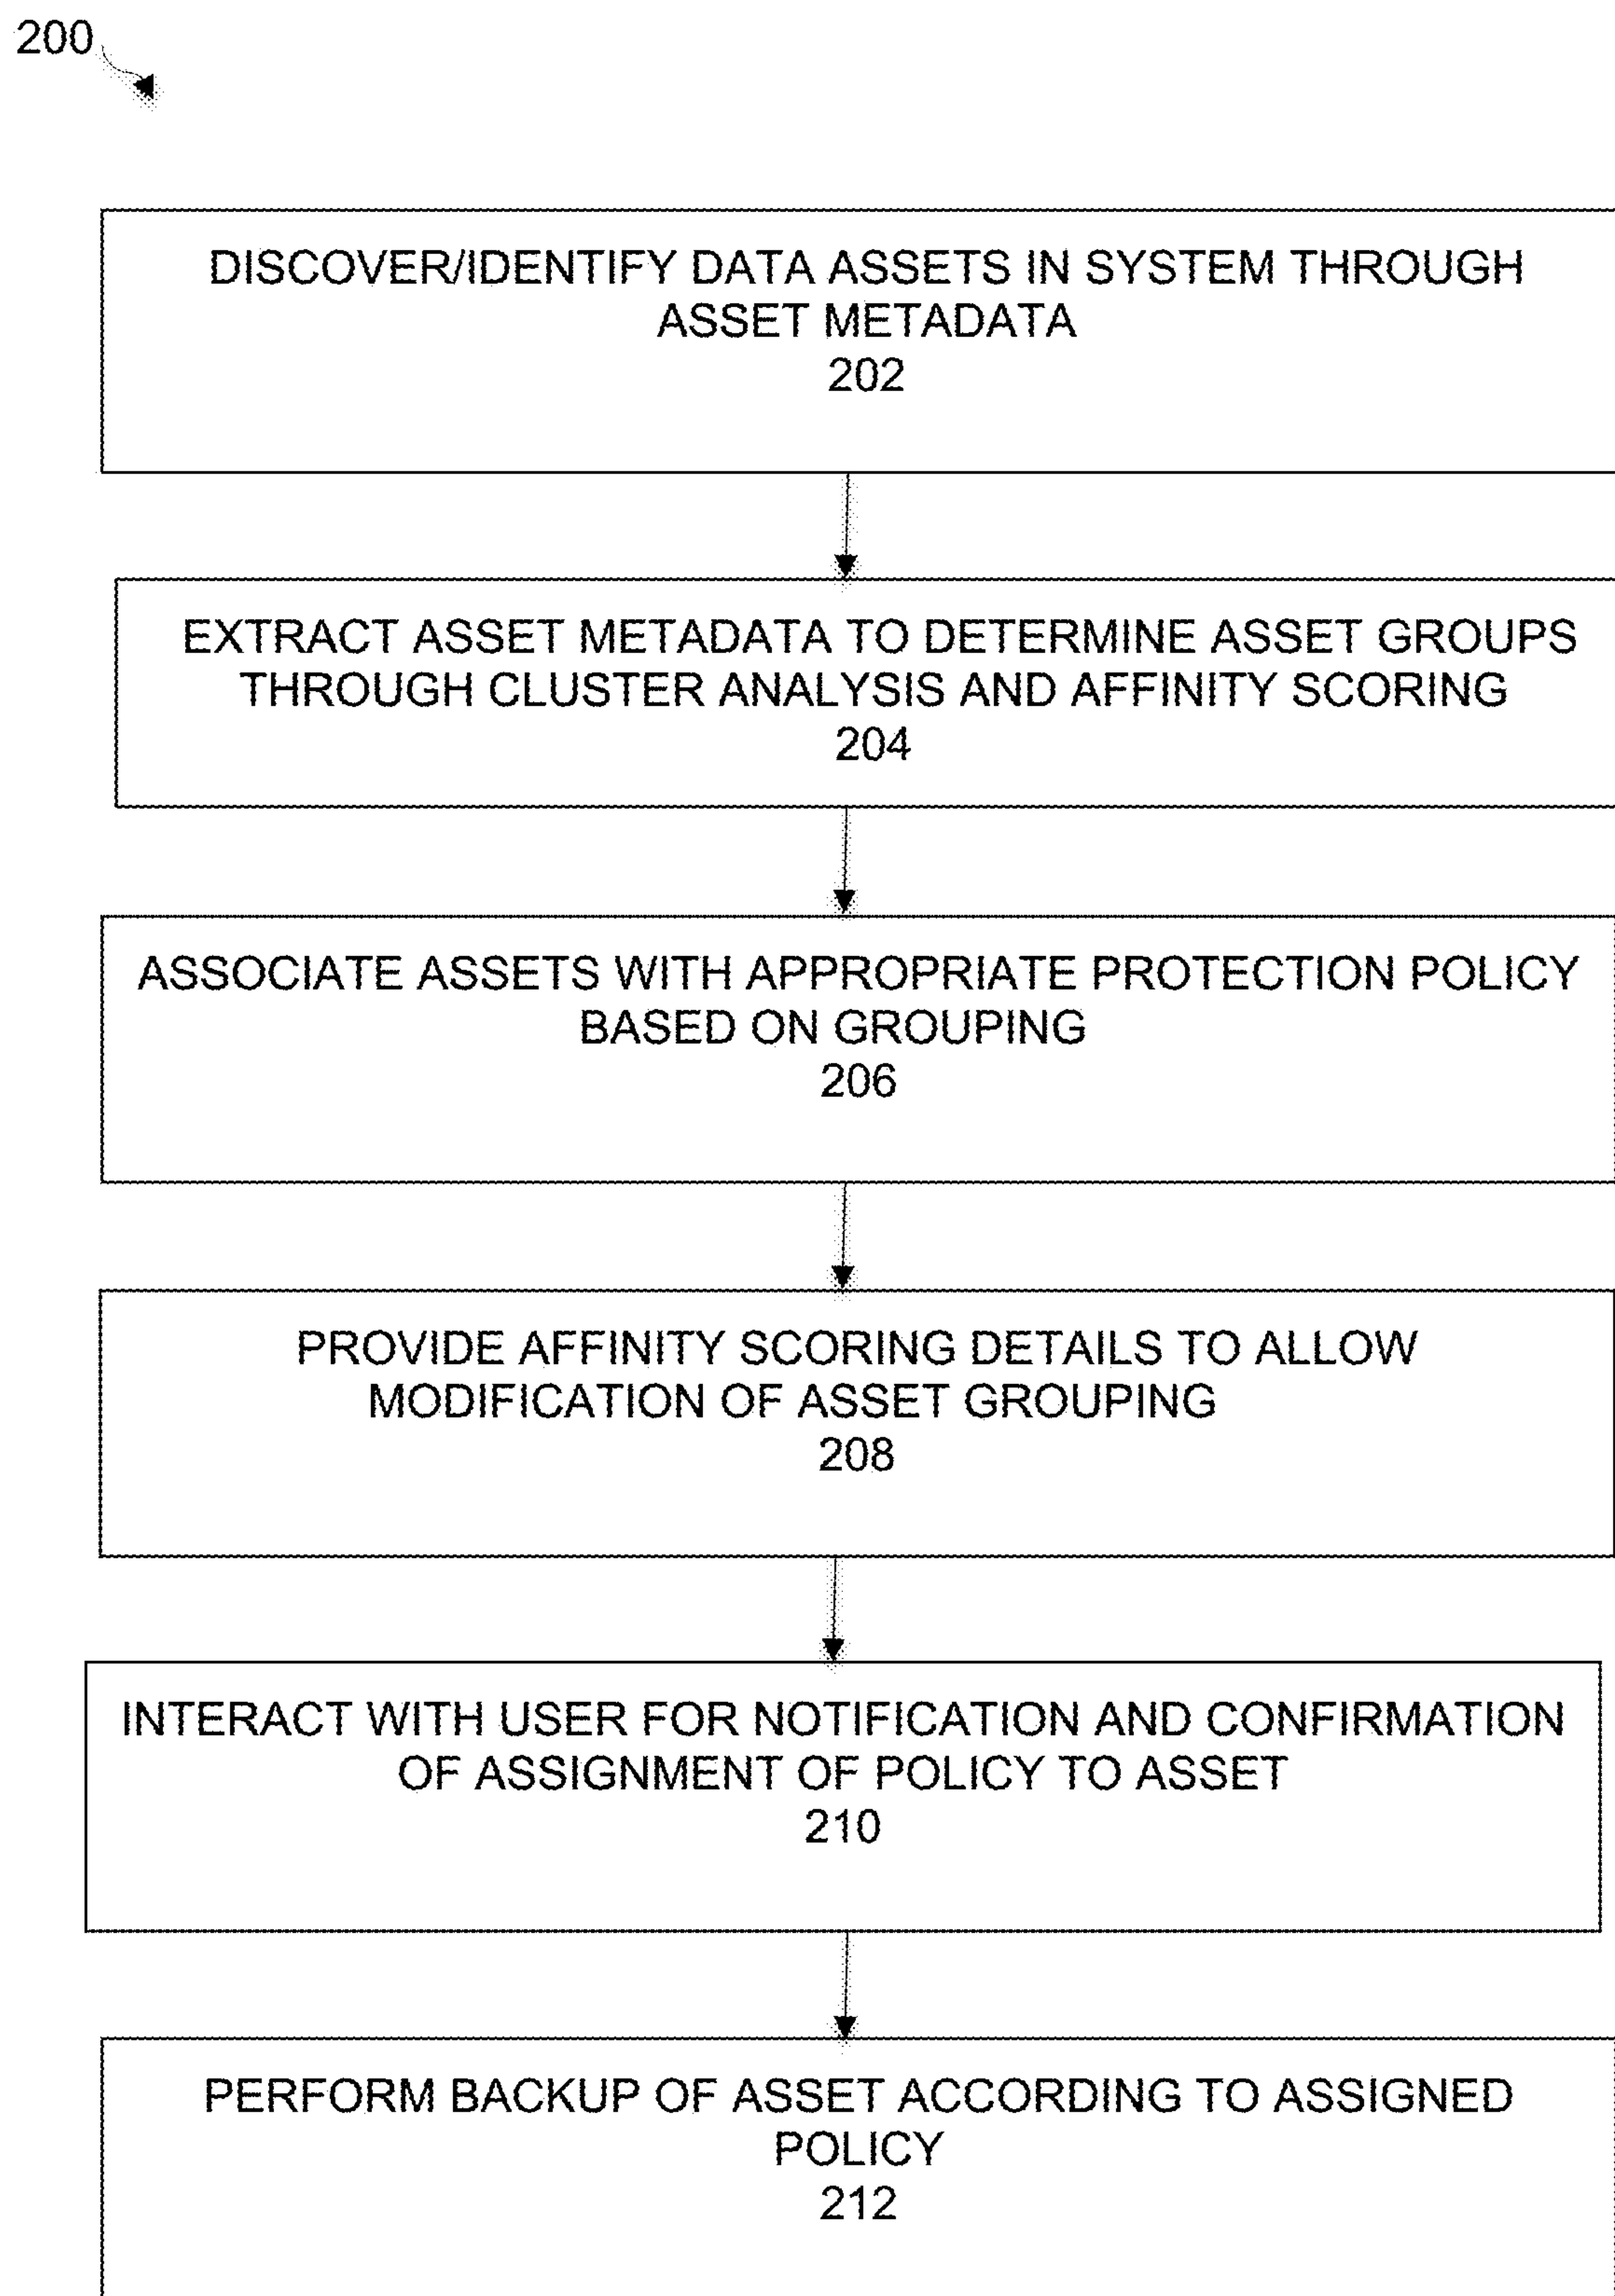 200
DISCOVER/IDENTIFY DATA ASSETS IN SYSTEM THROUGH
ASSET METADATA
202
EXTRACT ASSET METADATA TO DETERMINE ASSET GROUPS
THROUGH CLUSTER ANALYSIS AND AFFINITY SCORING
204
ASSOCIATE ASSETS WITH APPROPRIATE PROTECTION POLICY
BASED ON GROUPING
206
PROVIDE AFFINITY SCORING DETAILS TO ALLOW
MODIFICATION OF ASSET GROUPING
208
INTERACT WITH USER FOR NOTIFICATION AND CONFIRMATION
OF ASSIGNMENT OF POLICY TO ASSET
210
PERFORM BACKUP OF ASSET ACCORDING TO ASSIGNED
POLICY
212